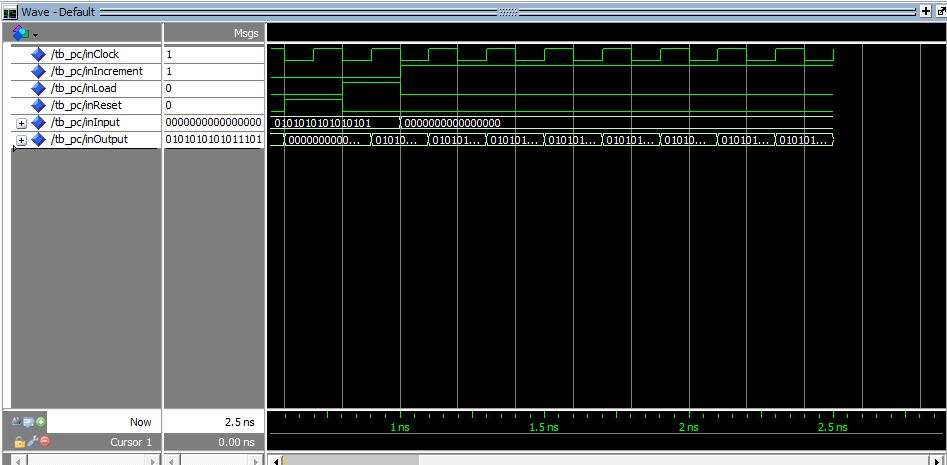 Wave - Default
Msgs
/tb_pc/inClock 1
/tb_pc/inIncrement 1
/tb_pc/inLoad 0
/tb_pc/inReset 0
/tb_pc/inInput 0000000000000000 0101010101010101 0000000000000000
/tb_pc/inOutput 0101010101011101 0000000000... 01010... 010101... 010101... 010101... 010101... 01010... 010101... 010101...
Now 2.5 ns 1 ns 1.5 ns 2 ns 2.5 ns
Cursor 1 0.00 ns